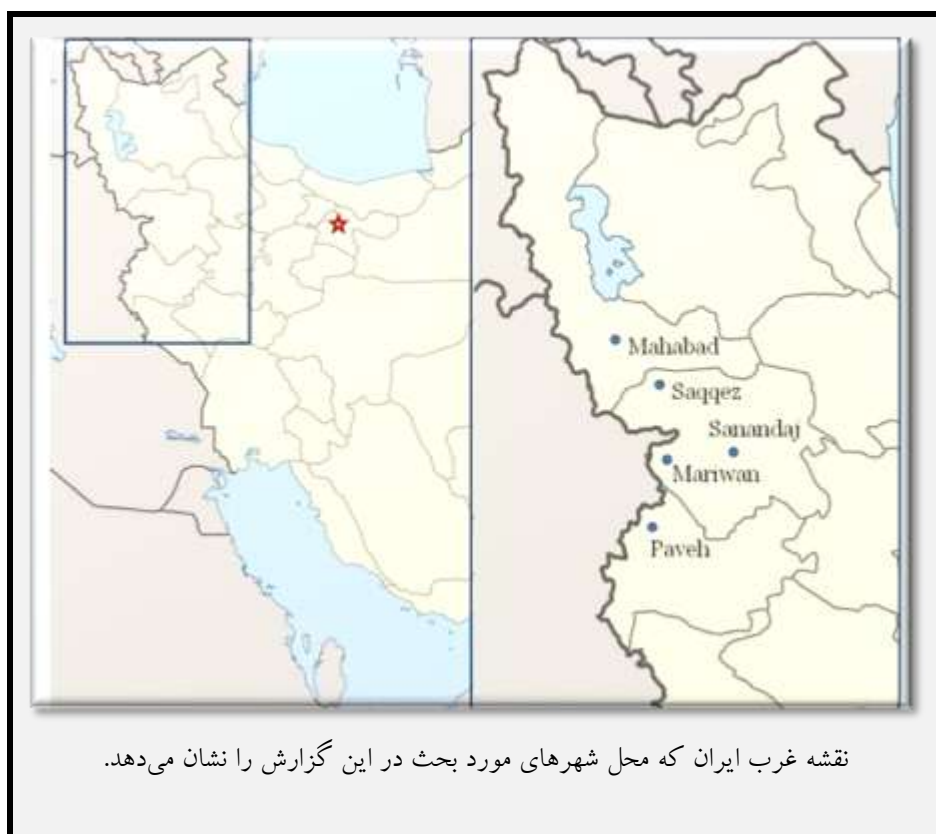 Mahabad
Saqqez
Sanandaj
Mariwan
Paveh
نقشه غرب ایران که محل شهرهای مورد بحث در این گزارش را نشان می‌دهد.